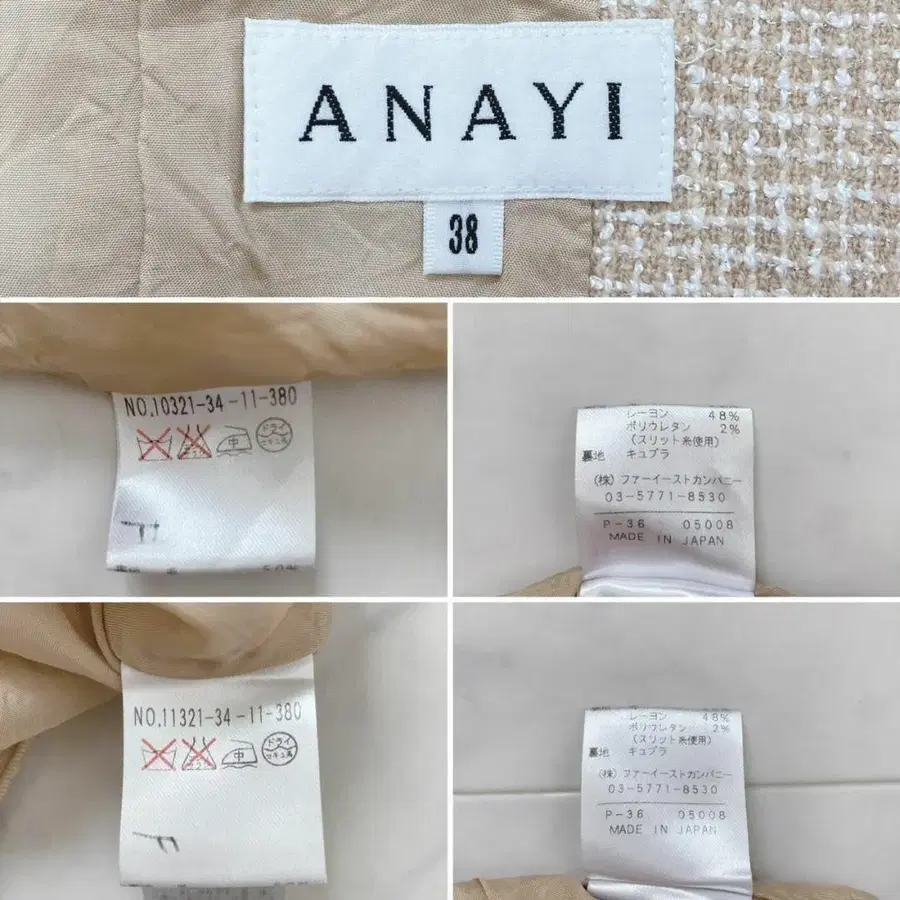 ANAYI
38
NO.10321-34-11-380
ドライ
レーヨン 48%
ポリウレタン 2%
(スリット糸使用)
裏地 キュプラ
(株)ファーイーストカンパニー
03-5771-8530
P-36 05008
MADE IN JAPAN
NO.11321-34-11-380
ドライ
レーヨン 48%
ポリウレタン 2%
(スリット糸使用)
裏地 キュプラ
(株)ファーイーストカンパニー
03-5771-8530
P-36 05008
MADE IN JAPAN